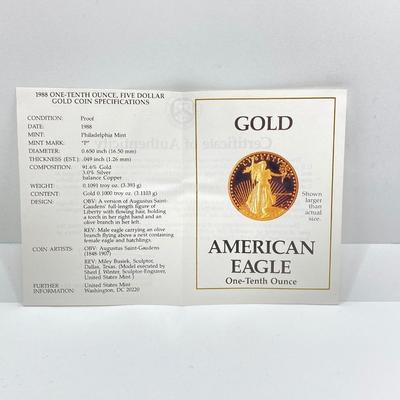 1988 ONE-TENTH OUNCE, FIVE DOLLAR
GOLD COIN SPECIFICATIONS
CONDITION: Proof
DATE: 1988
MINT: Philadelphia Mint
MINT MARK: "P"
DIAMETER: 0.650 inch (16.50 mm)
THICKNESS (EST.) .049 inch (1.26 mm)
COMPOSITION: 91.6% Gold
3.0% Silver
balance Copper
WEIGHT: 0.1091 troy oz. (3.393 g)
CONTENT: Gold 0.1000 troy oz. (3.1103 g)
DESIGN: OBV: A version of Augustus Saint-
Gaudens' full-length figure of
Liberty with flowing hair, holding a
torch in her right hand and an
olive branch in her left.
REV: Male eagle carrying an olive
branch flying above a nest containing
female eagle and hatchlings.
COIN ARTISTS: OBV: Augustus Saint-Gaudens
(1848-1907)
REV: Miley Busiek, Sculptor,
Dallas, Texas. (Model executed by
Sherl J. Winter, Sculptor-Engraver,
United States Mint)
FURTHER INFORMATION: United States Mint
Washington, DC 20220
GOLD
Shown
larger
than
actual
size.
AMERICAN
EAGLE
One-Tenth Ounce
Certificate of Authenticity